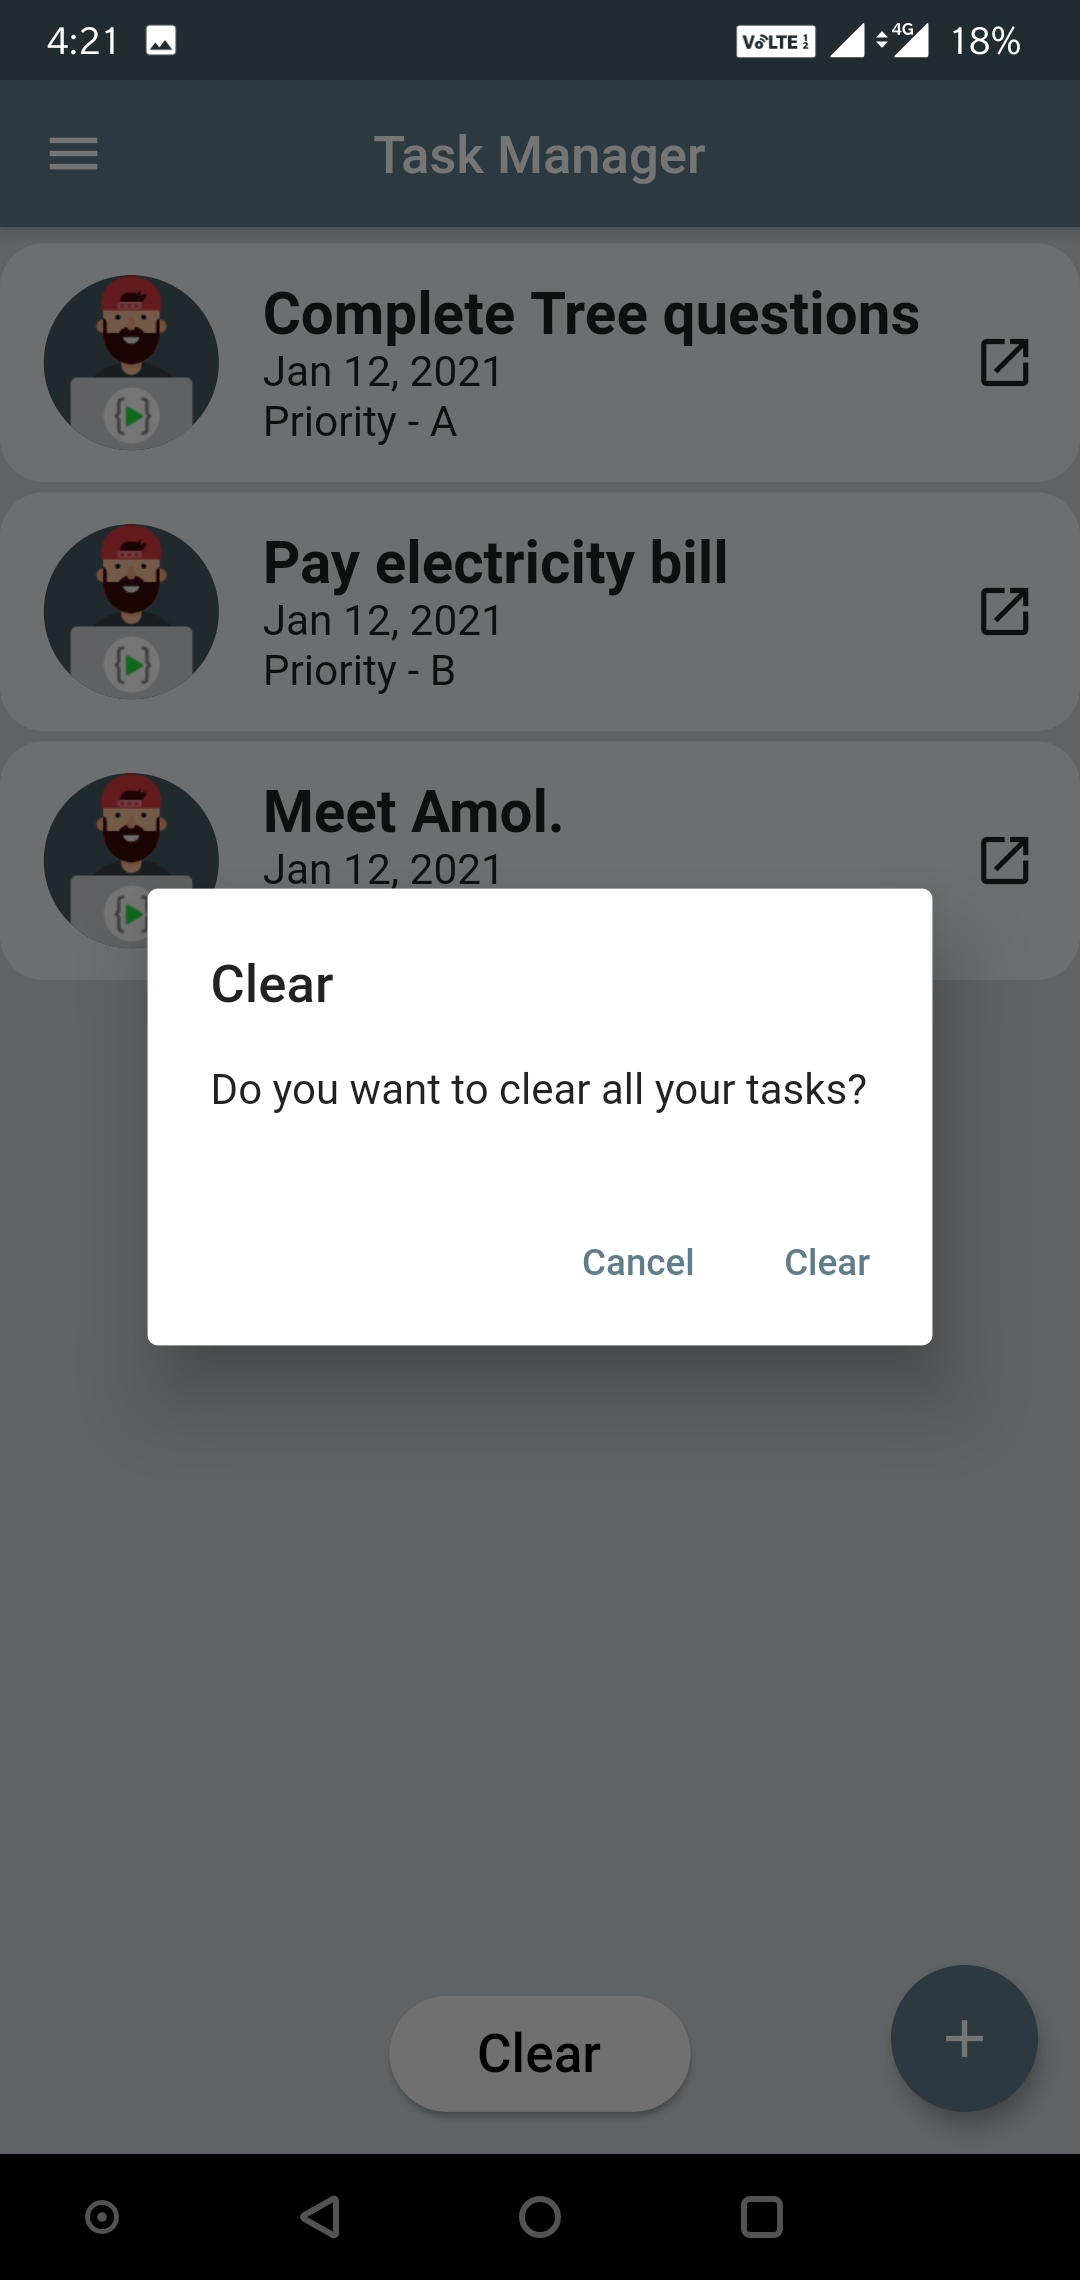 4:21
VoLTE 1 2 4G 18%
Task Manager
Complete Tree questions
Jan 12, 2021
Priority - A
Pay electricity bill
Jan 12, 2021
Priority - B
Meet Amol.
Jan 12, 2021
Clear
Do you want to clear all your tasks?
Cancel Clear
Clear